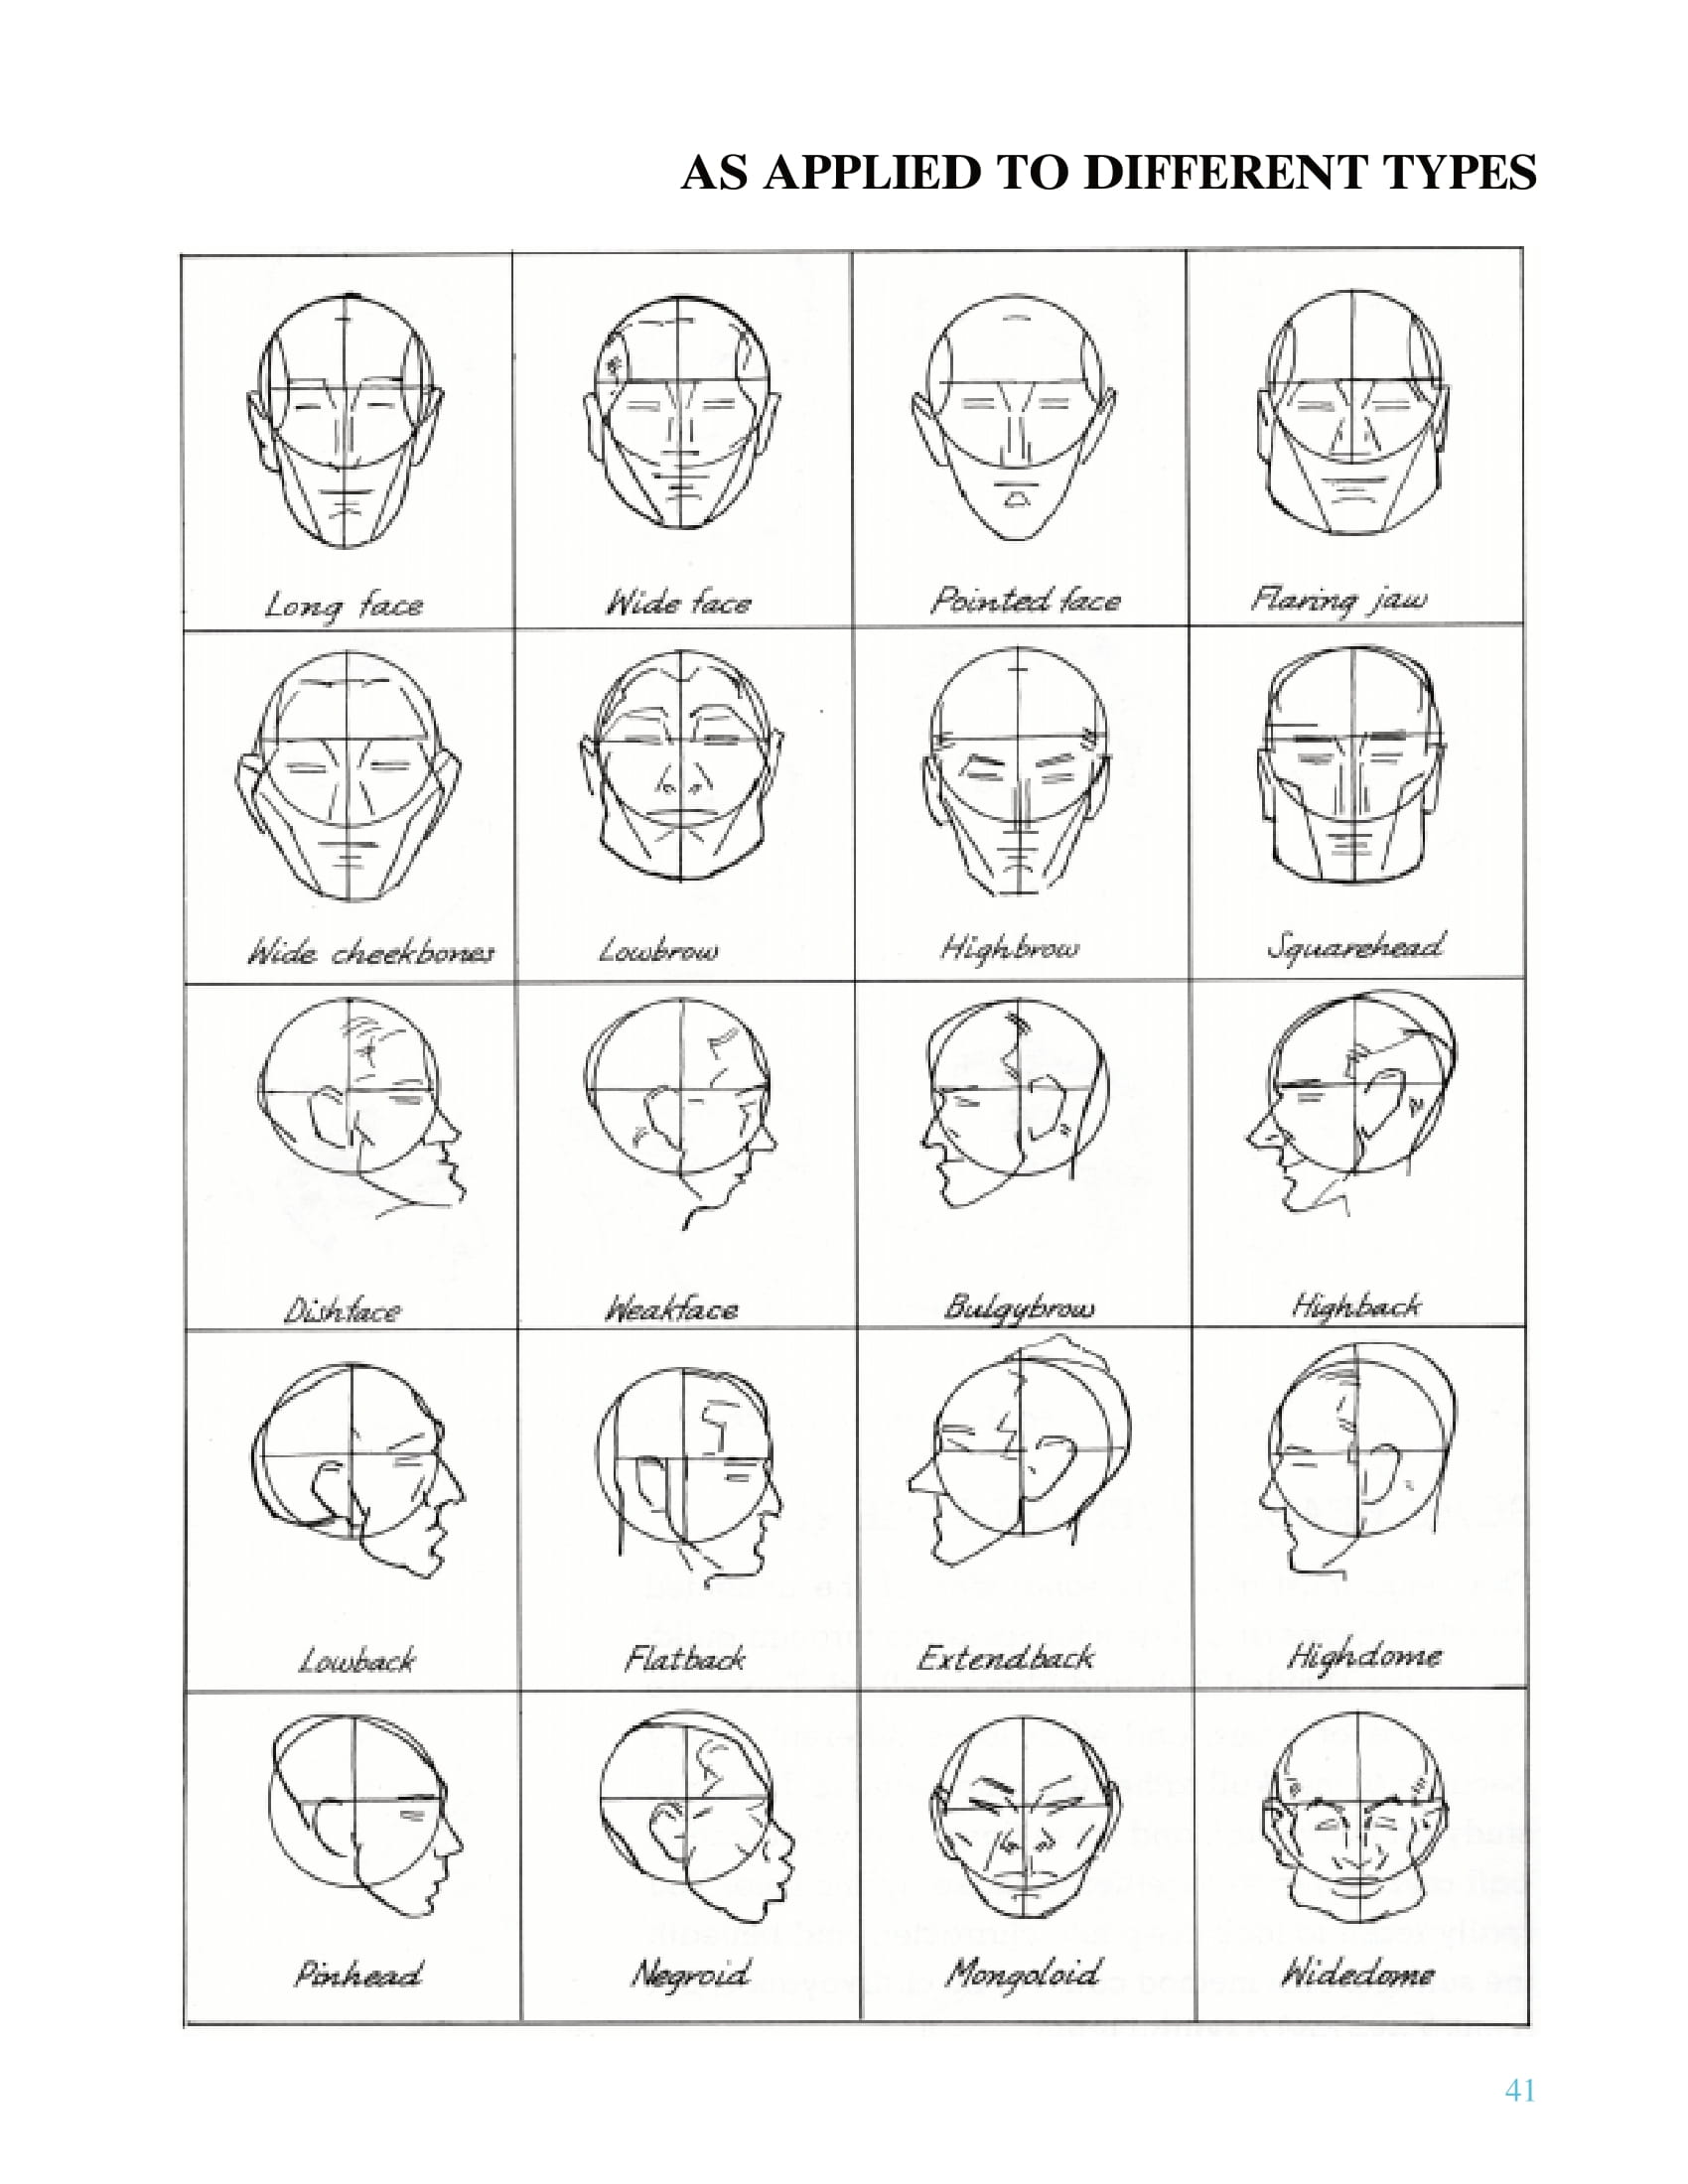 AS APPLIED TO DIFFERENT TYPES
Long face
Wide face
Pointed face
Flaring jaw
Wide cheekbones
Lowbrow
Highbrow
Squarehead
Dishface
Weakface
Bulgybrow
Highback
Lowback
Flatback
Extendback
Highdome
Pinhead
Negroid
Mongoloid
Widedome
41